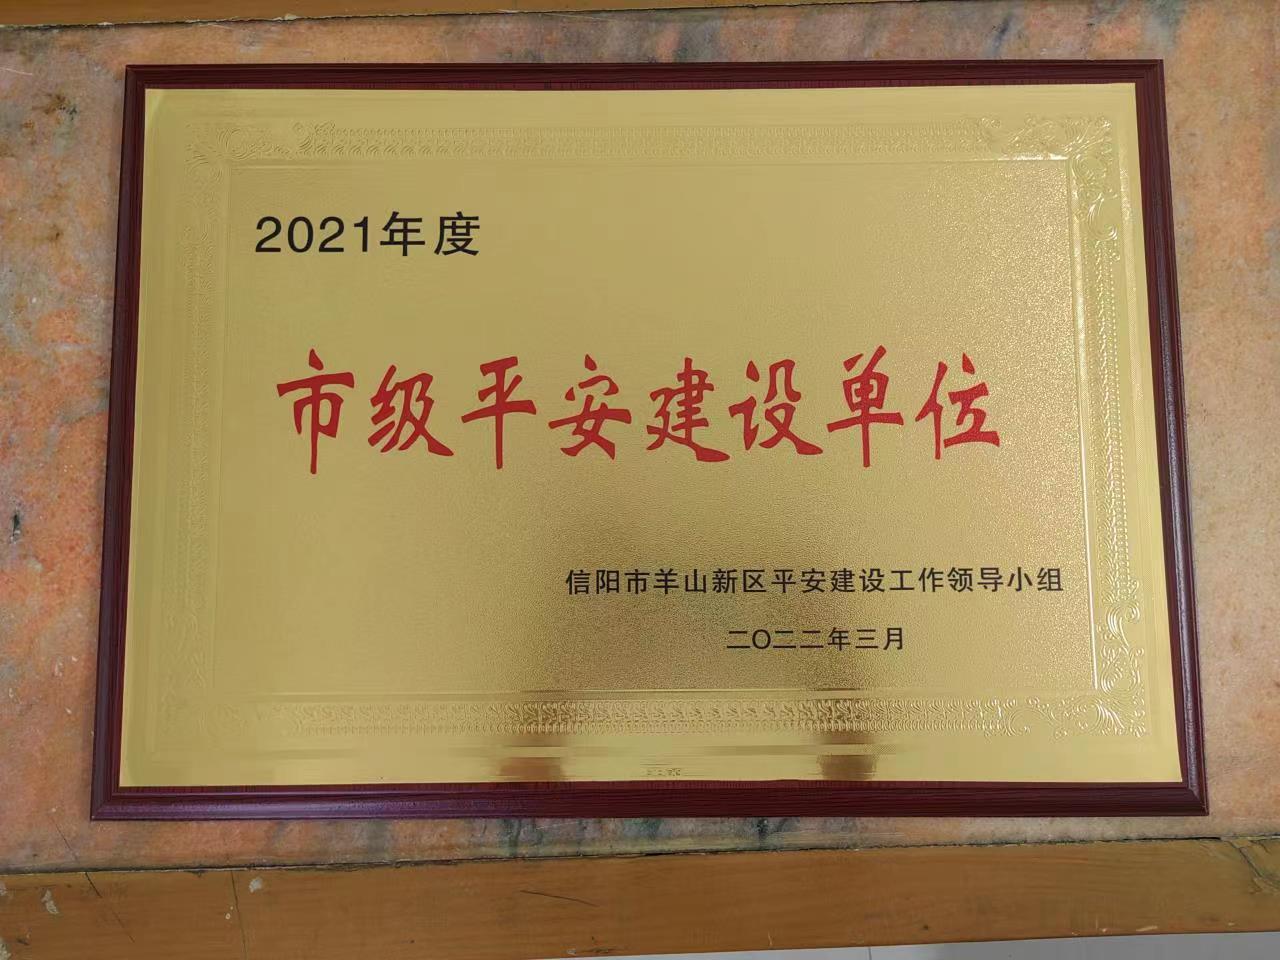 2021年度
市级平安建设单位
信阳市羊山新区平安建设工作领导小组
二〇二二年三月